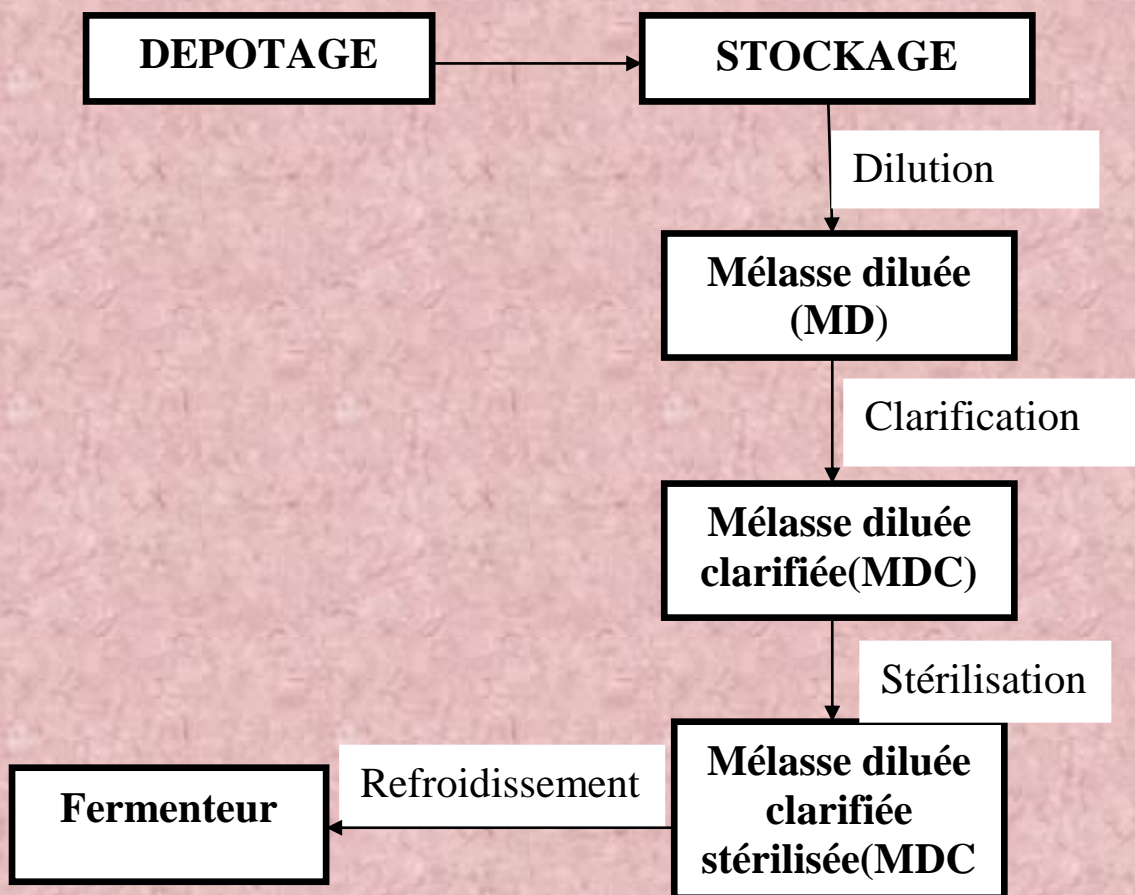 DEPOTAGE
STOCKAGE
Dilution
Mélasse diluée
(MD)
Clarification
Mélasse diluée
clarifiée(MDC)
Stérilisation
Mélasse diluée
clarifiée
stérilisée(MDC
Refroidissement
Fermenteur